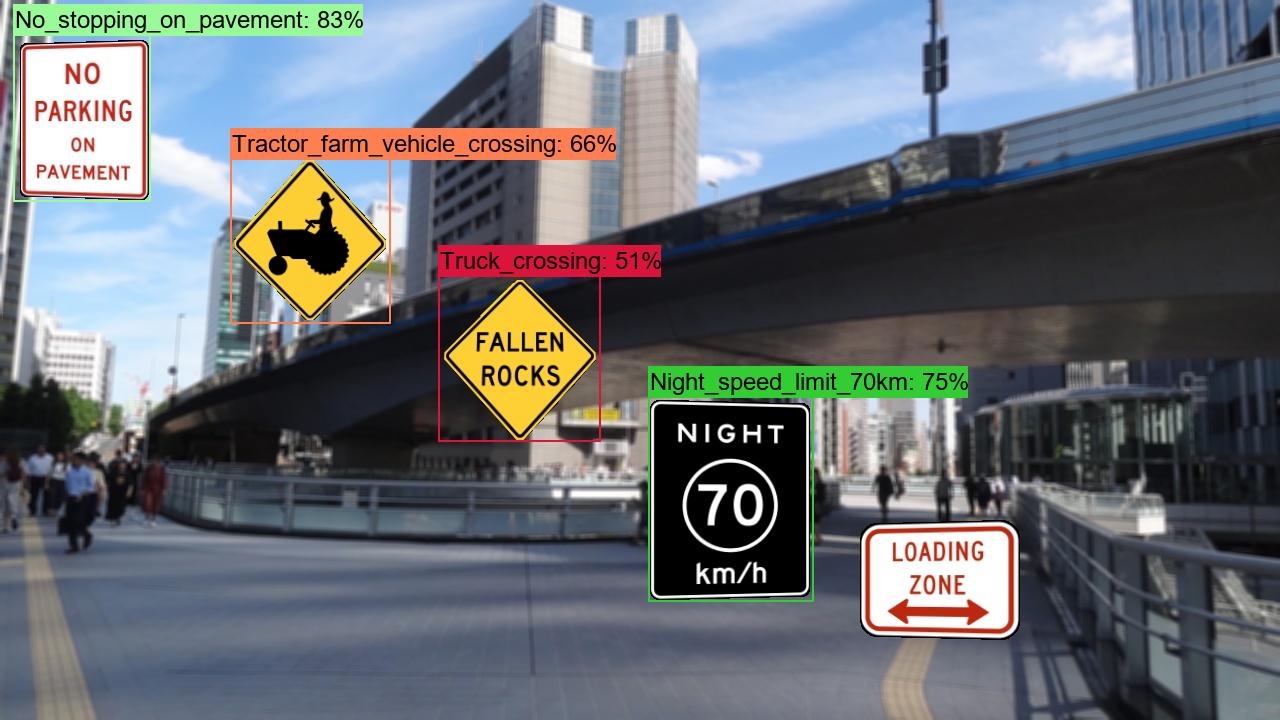 No_stopping_on_pavement: 83%
NO
PARKING
ON
PAVEMENT
Tractor_farm_vehicle_crossing: 66%
Truck_crossing: 51%
FALLEN
ROCKS
Night_speed_limit_70km: 75%
NIGHT
70
km/h
LOADING
ZONE